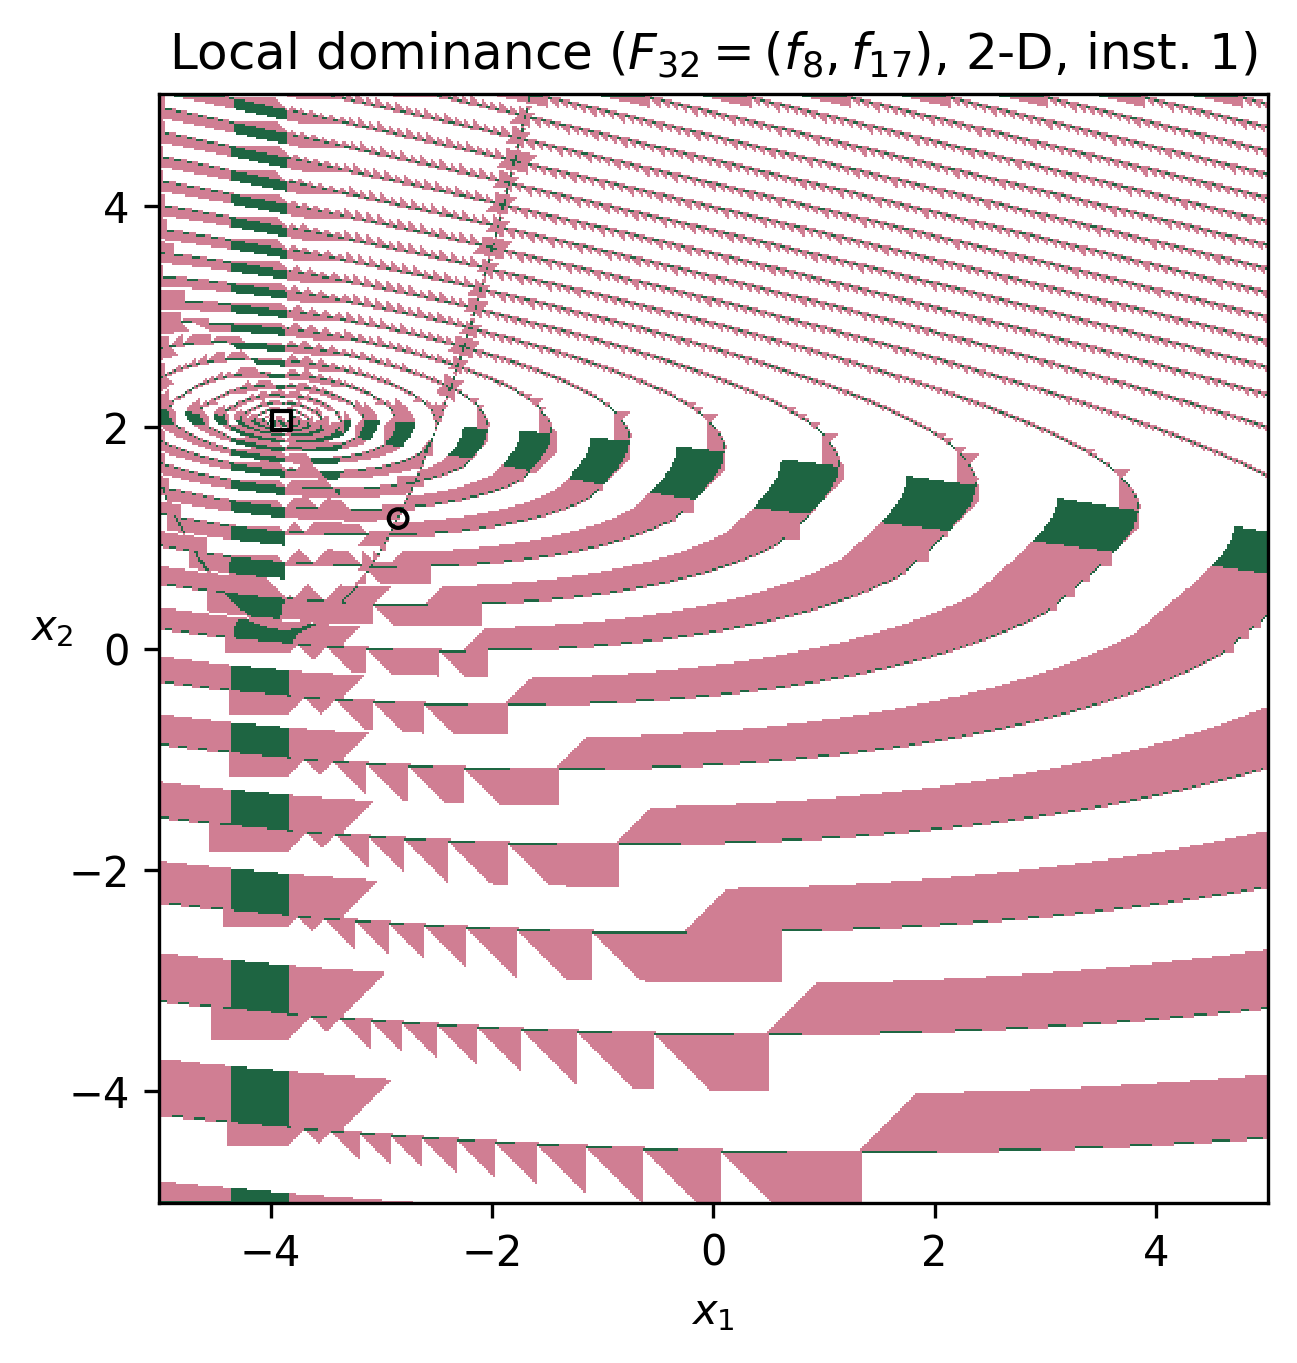 Local dominance (F₃₂ = (f₈, f₁₇), 2-D, inst. 1)
4
2
x₂
0
−2
−4
−4 −2 0 2 4
x₁